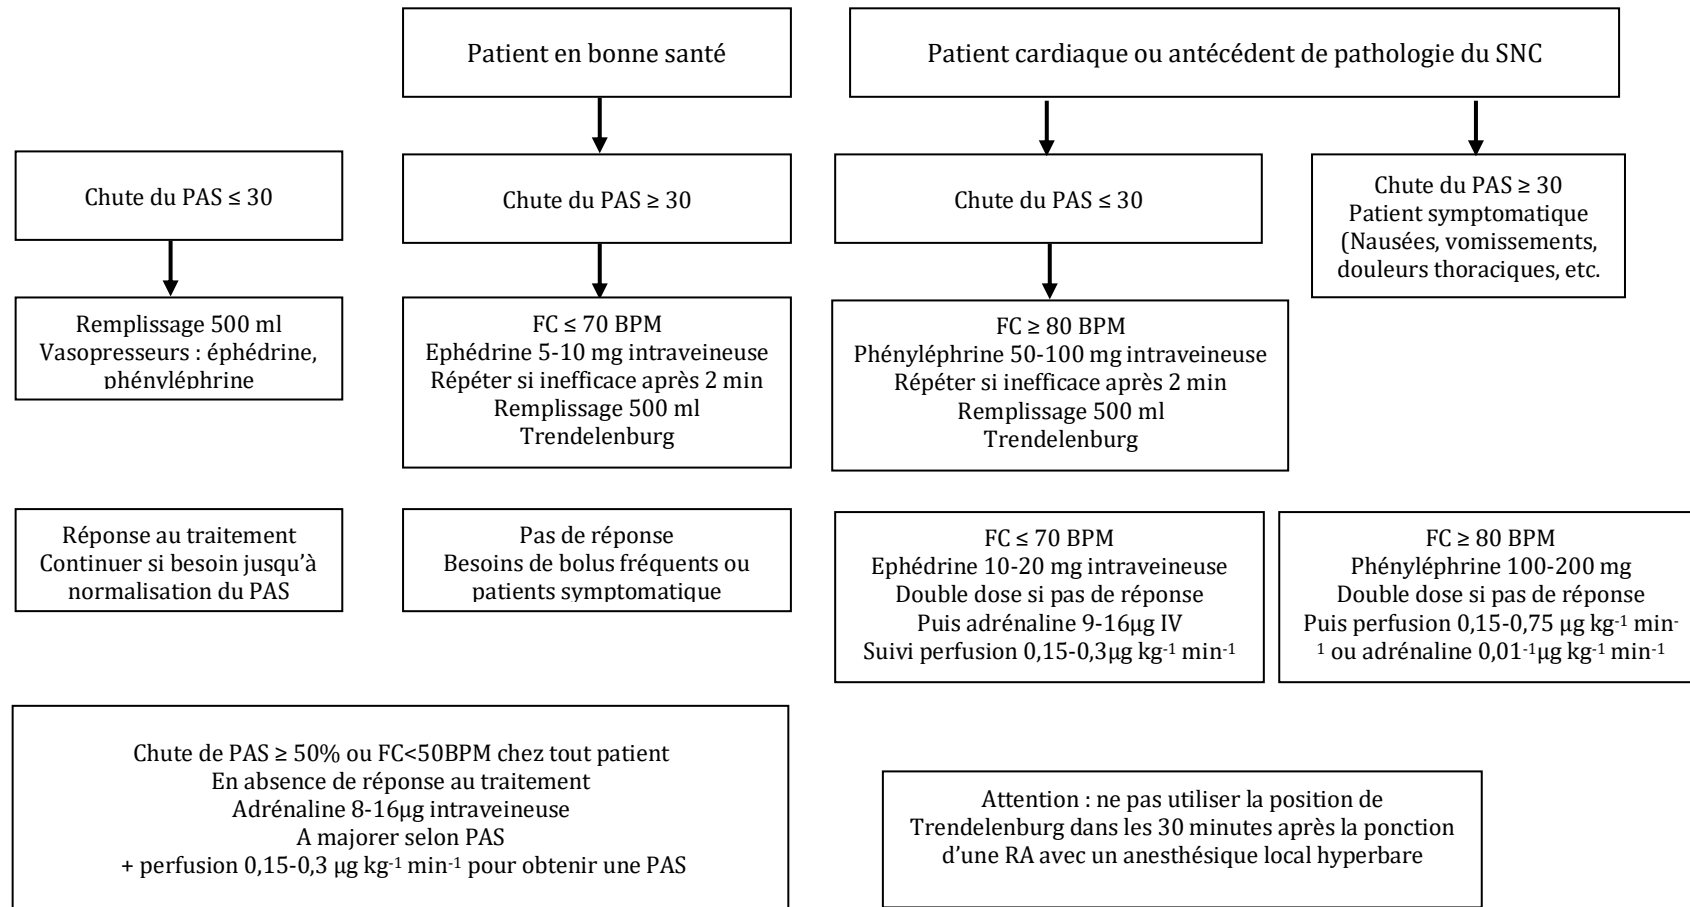 Patient en bonne santé
Patient cardiaque ou antécédent de pathologie du SNC
Chute du PAS ≤ 30
Chute du PAS ≥ 30
Chute du PAS ≤ 30
Chute du PAS ≥ 30
Patient symptomatique
(Nausées, vomissements,
douleurs thoraciques, etc.
Remplissage 500 ml
Vasopresseurs : éphédrine,
phényléphrine
FC ≤ 70 BPM
Ephédrine 5-10 mg intraveineuse
Répéter si inefficace après 2 min
Remplissage 500 ml
Trendelenburg
FC ≥ 80 BPM
Phényléphrine 50-100 mg intraveineuse
Répéter si inefficace après 2 min
Remplissage 500 ml
Trendelenburg
Réponse au traitement
Continuer si besoin jusqu’à
normalisation du PAS
Pas de réponse
Besoins de bolus fréquents ou
patients symptomatique
FC ≤ 70 BPM
Ephédrine 10-20 mg intraveineuse
Double dose si pas de réponse
Puis adrénaline 9-16µg IV
Suivi perfusion 0,15-0,3µg kg⁻¹ min⁻¹
FC ≥ 80 BPM
Phényléphrine 100-200 mg
Double dose si pas de réponse
Puis perfusion 0,15-0,75 µg kg⁻¹ min⁻
¹ ou adrénaline 0,01⁻¹µg kg⁻¹ min⁻¹
Chute de PAS ≥ 50% ou FC<50BPM chez tout patient
En absence de réponse au traitement
Adrénaline 8-16µg intraveineuse
A majorer selon PAS
+ perfusion 0,15-0,3 µg kg⁻¹ min⁻¹ pour obtenir une PAS
Attention : ne pas utiliser la position de
Trendelenburg dans les 30 minutes après la ponction
d’une RA avec un anesthésique local hyperbare